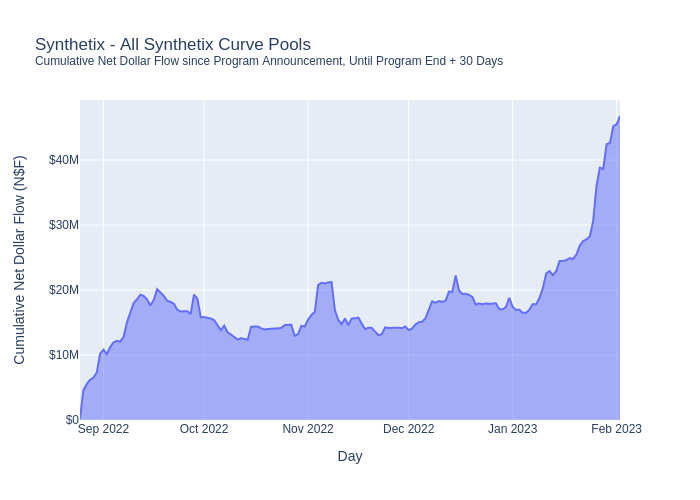 Synthetix - All Synthetix Curve Pools
Cumulative Net Dollar Flow since Program Announcement, Until Program End + 30 Days
Cumulative Net Dollar Flow (N$F)
$40M
$30M
$20M
$10M
$0
Sep 2022
Oct 2022
Nov 2022
Dec 2022
Jan 2023
Feb 2023
Day